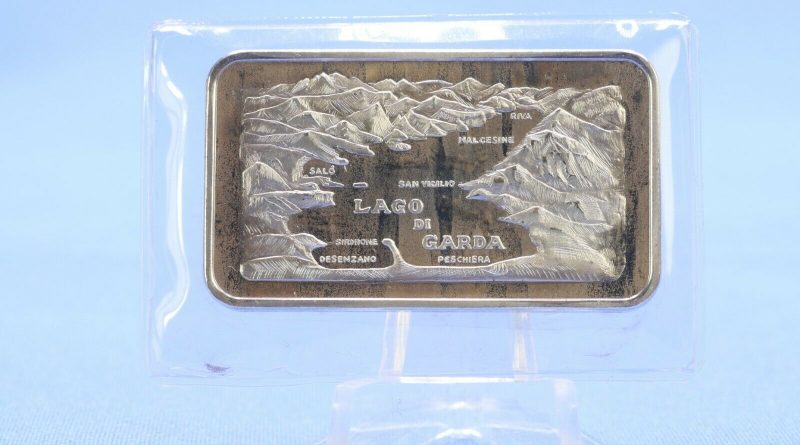 RIVA
MALCESINE
SALÒ
SAN VIGILIO
LAGO
DI
GARDA
SIRMIONE
DESENZANO
PESCHIERA